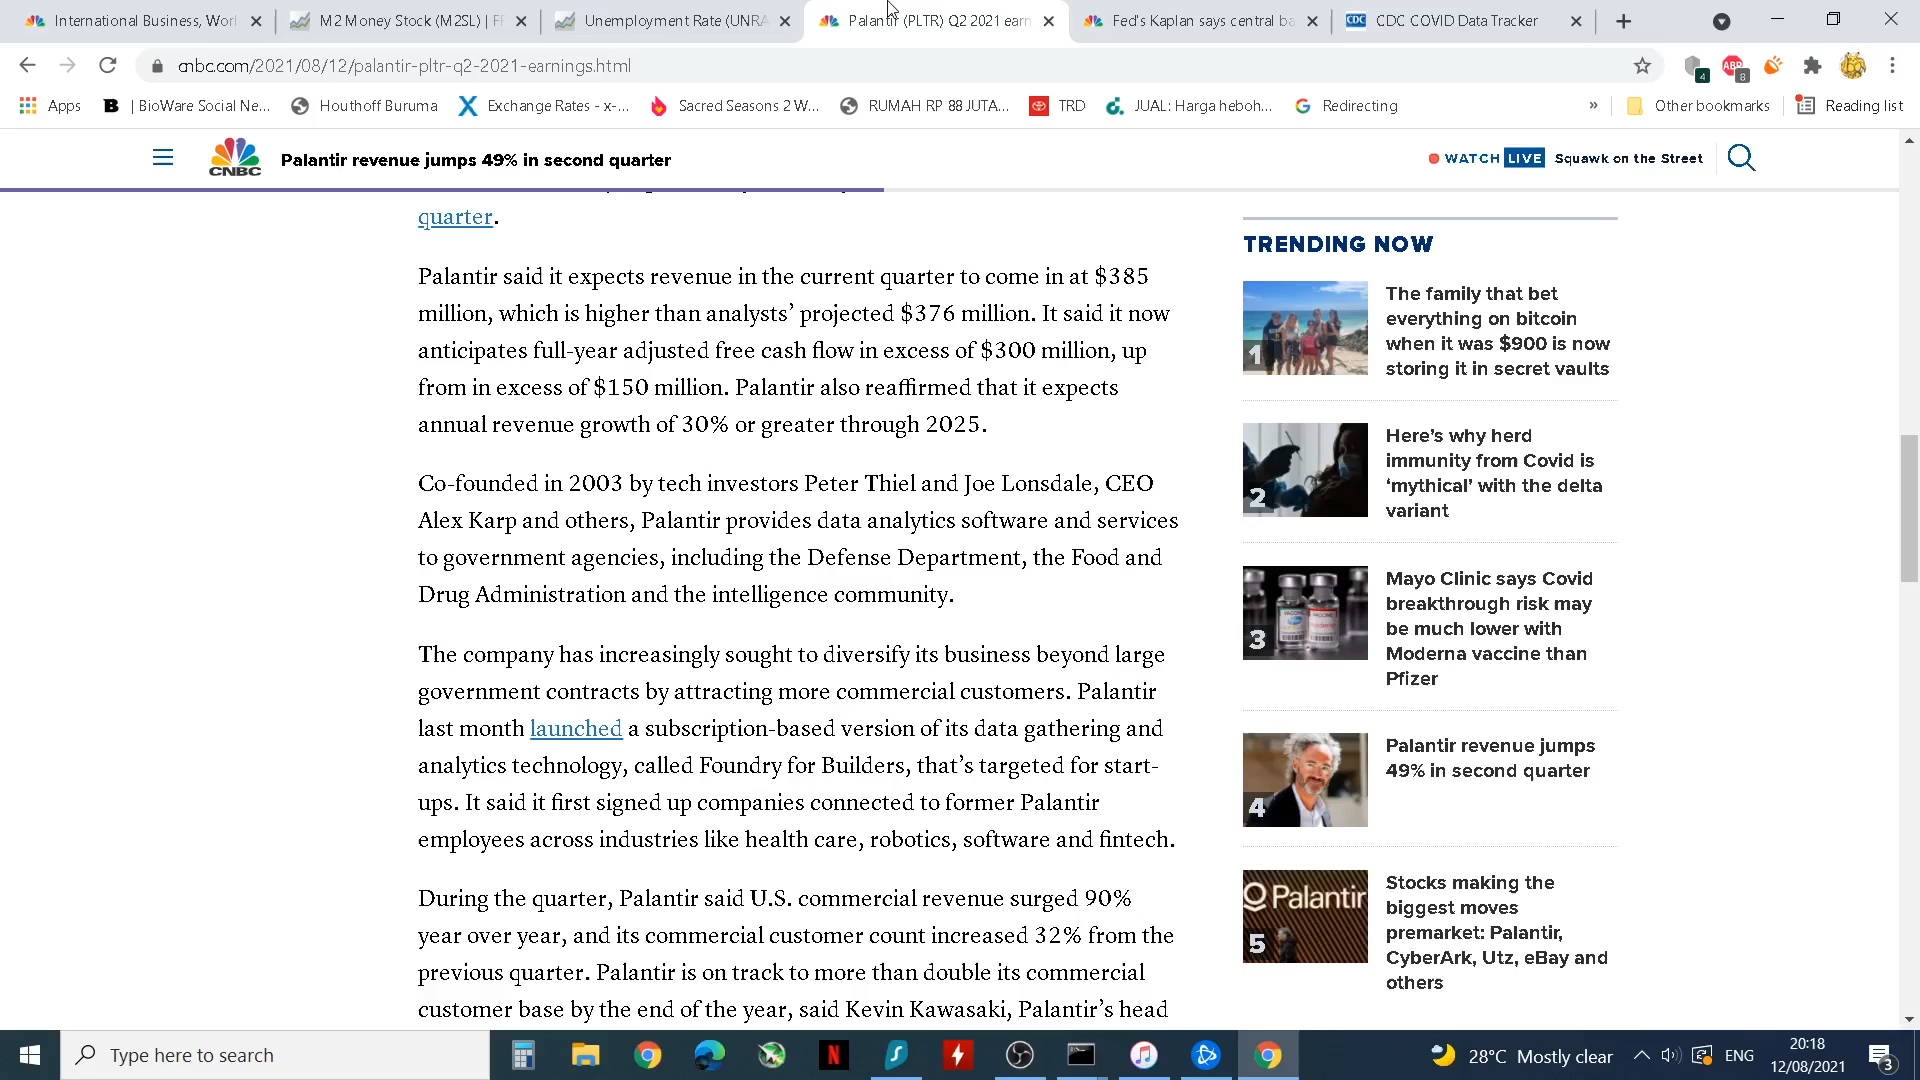 International Business, Worl
M2 Money Stock (M2SL) | F
Unemployment Rate (UNRA
Palantir (PLTR) Q2 2021 earn
Fed's Kaplan says central ba
CDC COVID Data Tracker
cnbc.com/2021/08/12/palantir-pltr-q2-2021-earnings.html
4
ABP
8
Apps
B | BioWare Social Ne...
Houthoff Buruma
Exchange Rates - x-...
Sacred Seasons 2 W...
RUMAH RP 88 JUTA...
TRD
JUAL: Harga heboh...
Redirecting
»
Other bookmarks
Reading list
CNBC
Palantir revenue jumps 49% in second quarter
WATCH LIVE Squawk on the Street
quarter.
Palantir said it expects revenue in the current quarter to come in at $385
million, which is higher than analysts’ projected $376 million. It said it now
anticipates full-year adjusted free cash flow in excess of $300 million, up
from in excess of $150 million. Palantir also reaffirmed that it expects
annual revenue growth of 30% or greater through 2025.
Co-founded in 2003 by tech investors Peter Thiel and Joe Lonsdale, CEO
Alex Karp and others, Palantir provides data analytics software and services
to government agencies, including the Defense Department, the Food and
Drug Administration and the intelligence community.
The company has increasingly sought to diversify its business beyond large
government contracts by attracting more commercial customers. Palantir
last month launched a subscription-based version of its data gathering and
analytics technology, called Foundry for Builders, that’s targeted for start-
ups. It said it first signed up companies connected to former Palantir
employees across industries like health care, robotics, software and fintech.
During the quarter, Palantir said U.S. commercial revenue surged 90%
year over year, and its commercial customer count increased 32% from the
previous quarter. Palantir is on track to more than double its commercial
customer base by the end of the year, said Kevin Kawasaki, Palantir’s head
TRENDING NOW
1
The family that bet
everything on bitcoin
when it was $900 is now
storing it in secret vaults
2
Here’s why herd
immunity from Covid is
‘mythical’ with the delta
variant
3
Mayo Clinic says Covid
breakthrough risk may
be much lower with
Moderna vaccine than
Pfizer
4
Palantir revenue jumps
49% in second quarter
Palantir
5
Stocks making the
biggest moves
premarket: Palantir,
CyberArk, Utz, eBay and
others
Type here to search
28°C Mostly clear
ENG
20:18
12/08/2021
3